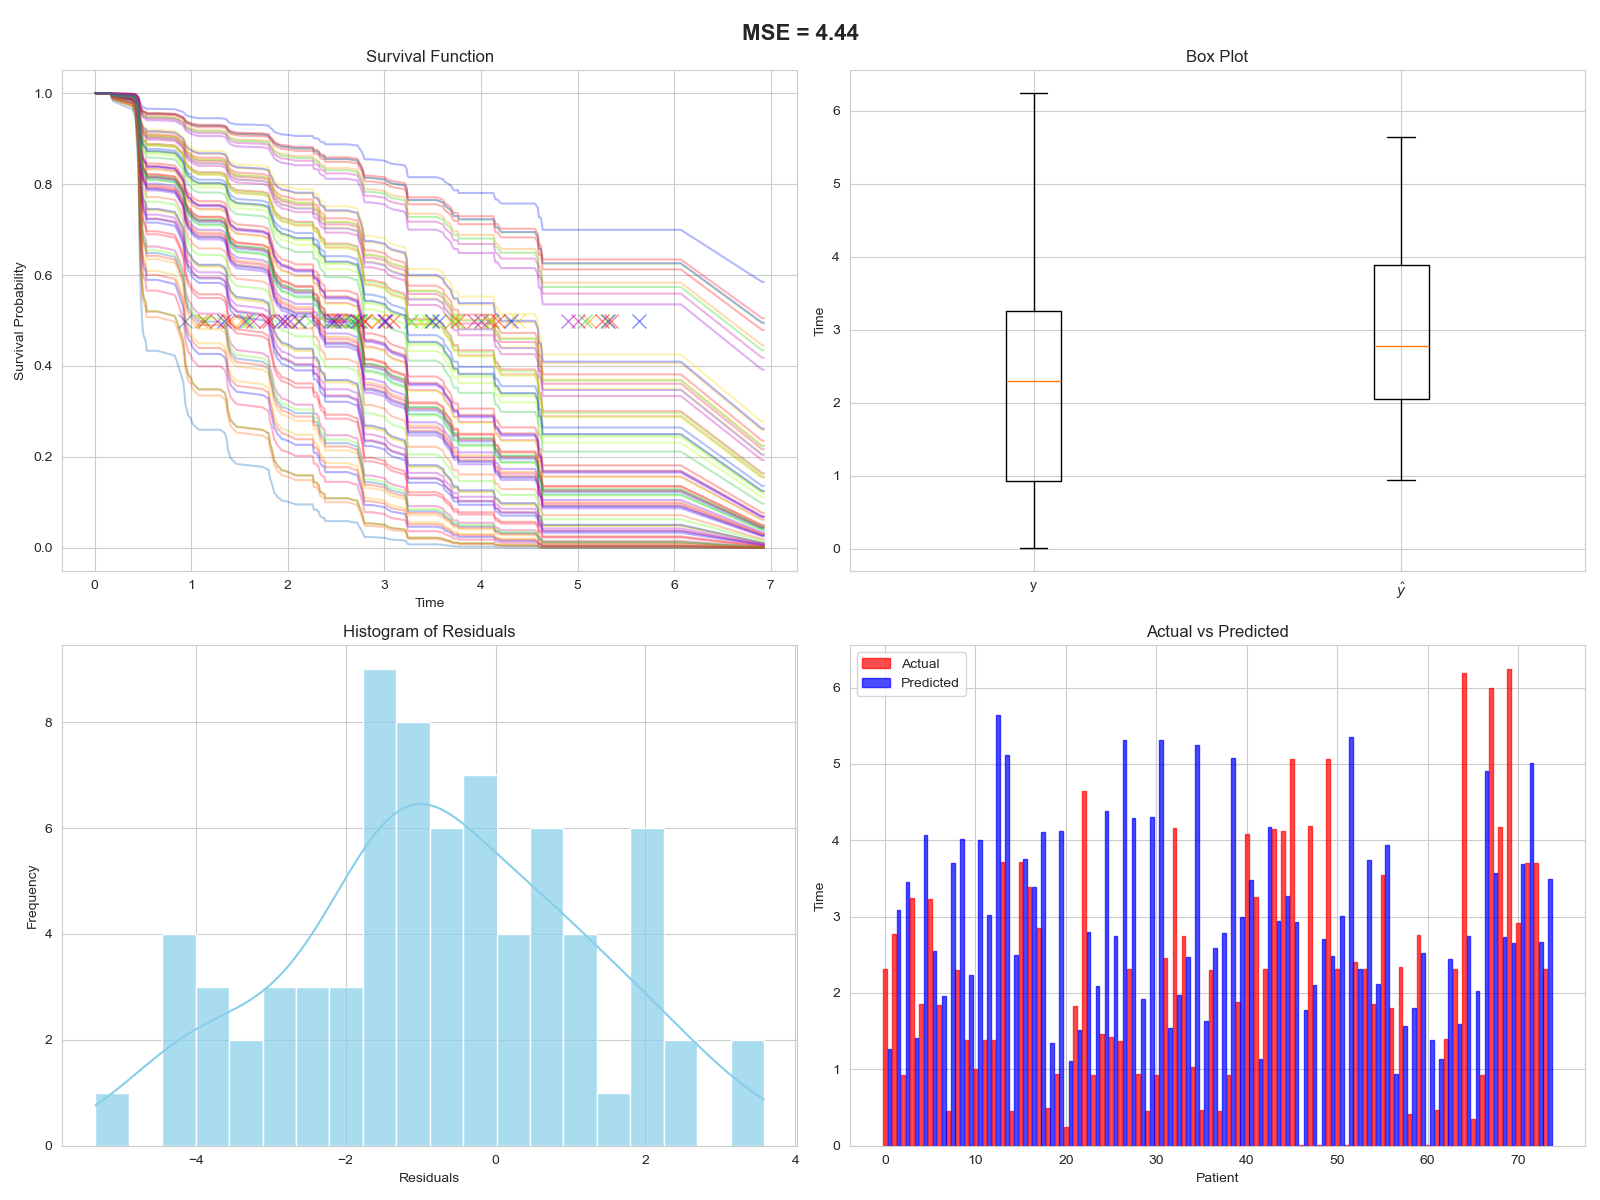 MSE = 4.44
Survival Function
Survival Probability
1.0
0.8
0.6
0.4
0.2
0.0
0 1 2 3 4 5 6 7
Time
Box Plot
Time
6
5
4
3
2
1
0
y ŷ
Histogram of Residuals
Frequency
8
6
4
2
0
−4 −2 0 2 4
Residuals
Actual vs Predicted
Actual
Predicted
Time
6
5
4
3
2
1
0
0 10 20 30 40 50 60 70
Patient